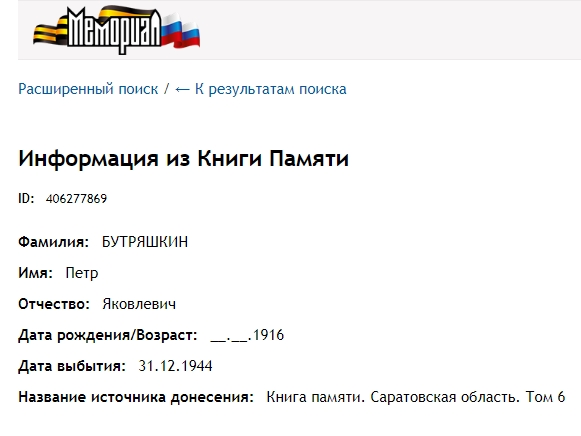 Мемориал
Расширенный поиск / ← К результатам поиска
Информация из Книги Памяти
ID: 406277869
Фамилия: БУТРЯШКИН
Имя: Петр
Отчество: Яковлевич
Дата рождения/Возраст: __.__.1916
Дата выбытия: 31.12.1944
Название источника донесения: Книга памяти. Саратовская область. Том 6